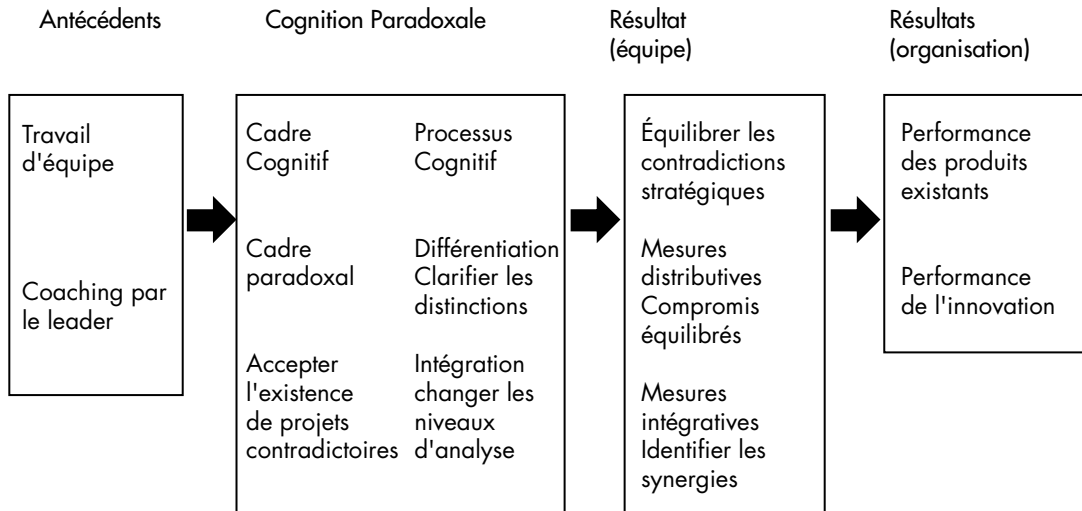 Antécédents
Cognition Paradoxale
Résultat
(équipe)
Résultats
(organisation)
Travail
d'équipe
Coaching par
le leader
Cadre
Cognitif
Cadre
paradoxal
Accepter
l'existence
de projets
contradictoires
Processus
Cognitif
Différentiation
Clarifier les
distinctions
Intégration
changer les
niveaux
d'analyse
Équilibrer les
contradictions
stratégiques
Mesures
distributives
Compromis
équilibrés
Mesures
intégratives
Identifier les
synergies
Performance
des produits
existants
Performance
de l'innovation